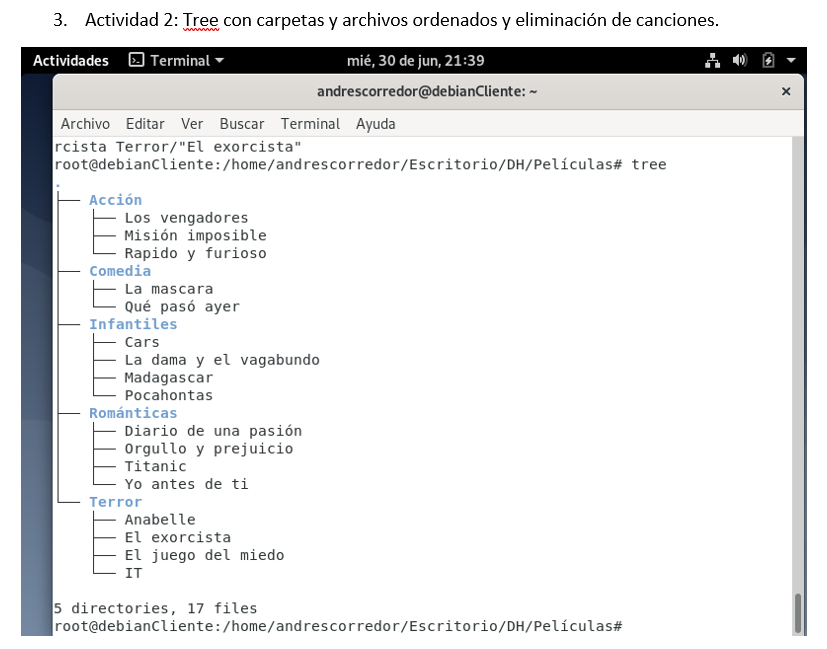 3. Actividad 2: Tree con carpetas y archivos ordenados y eliminación de canciones.
Actividades Terminal mié, 30 de jun, 21:39
andrescorredor@debianCliente: ~ ×
Archivo Editar Ver Buscar Terminal Ayuda
rcista Terror/"El exorcista"
root@debianCliente:/home/andrescorredor/Escritorio/DH/Películas# tree
.
├── Acción
│   ├── Los vengadores
│   ├── Misión imposible
│   └── Rapido y furioso
├── Comedia
│   ├── La mascara
│   └── Qué pasó ayer
├── Infantiles
│   ├── Cars
│   ├── La dama y el vagabundo
│   ├── Madagascar
│   └── Pocahontas
├── Románticas
│   ├── Diario de una pasión
│   ├── Orgullo y prejuicio
│   ├── Titanic
│   └── Yo antes de ti
└── Terror
    ├── Anabelle
    ├── El exorcista
    ├── El juego del miedo
    └── IT
5 directories, 17 files
root@debianCliente:/home/andrescorredor/Escritorio/DH/Películas#